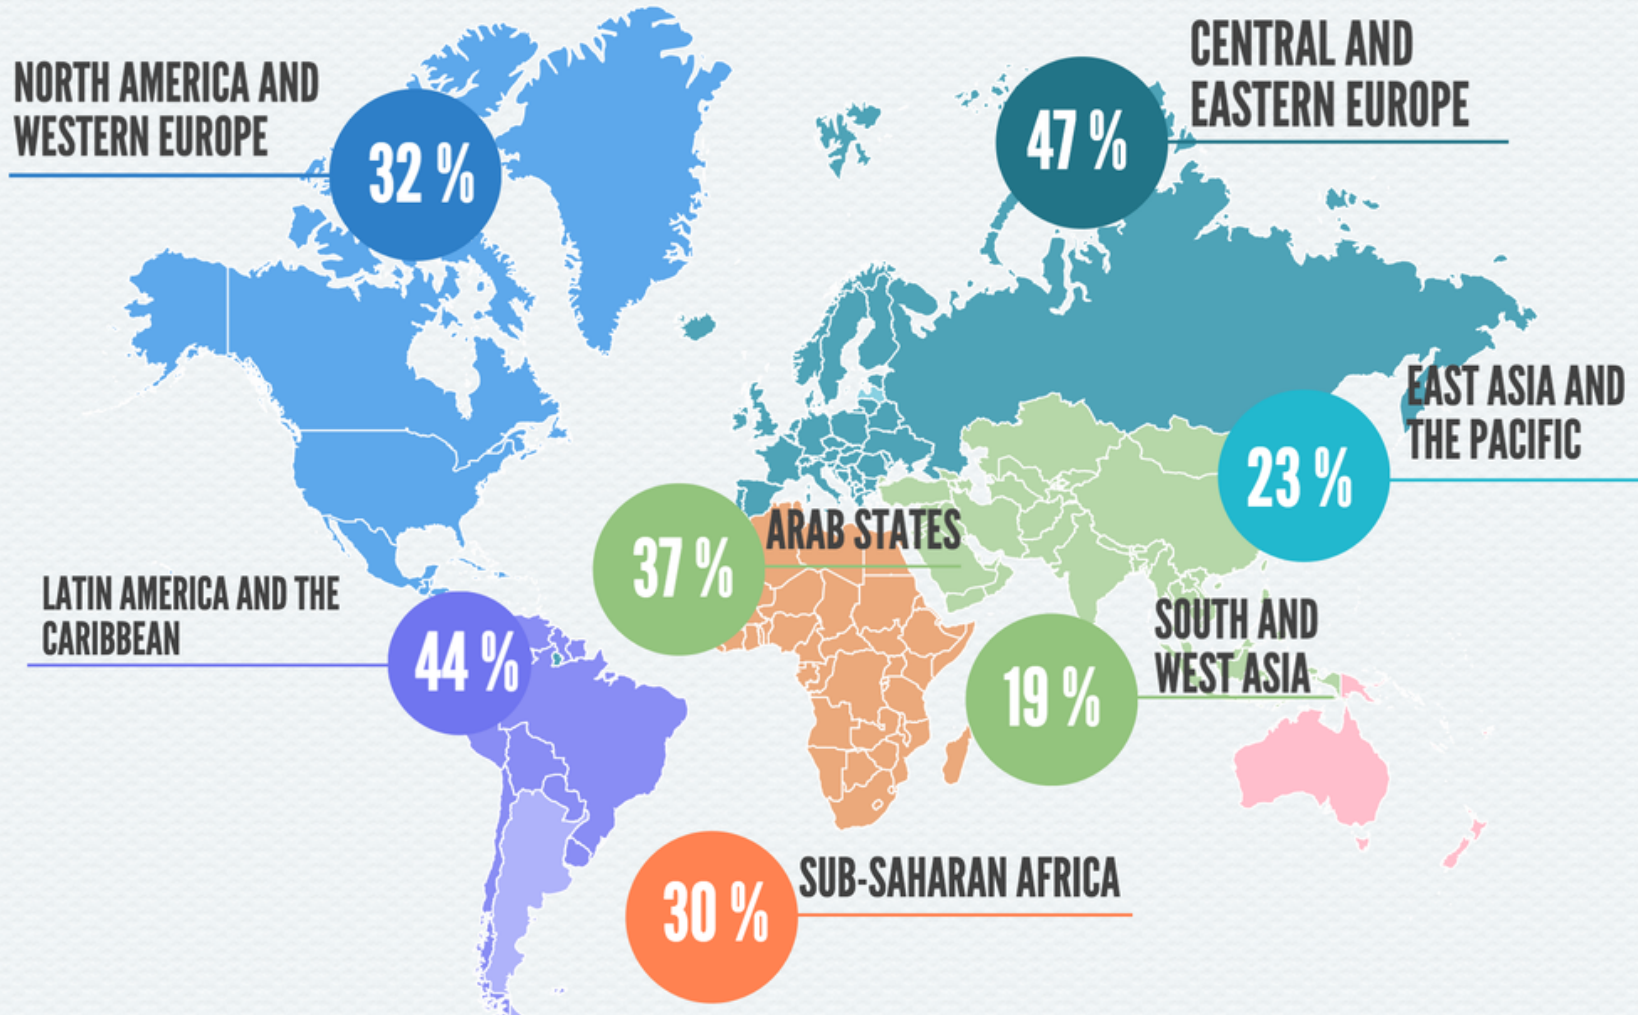 NORTH AMERICA AND
WESTERN EUROPE
32 %
CENTRAL AND
EASTERN EUROPE
47 %
EAST ASIA AND
THE PACIFIC
23 %
ARAB STATES
37 %
LATIN AMERICA AND THE
CARIBBEAN
44 %
SOUTH AND
WEST ASIA
19 %
SUB-SAHARAN AFRICA
30 %